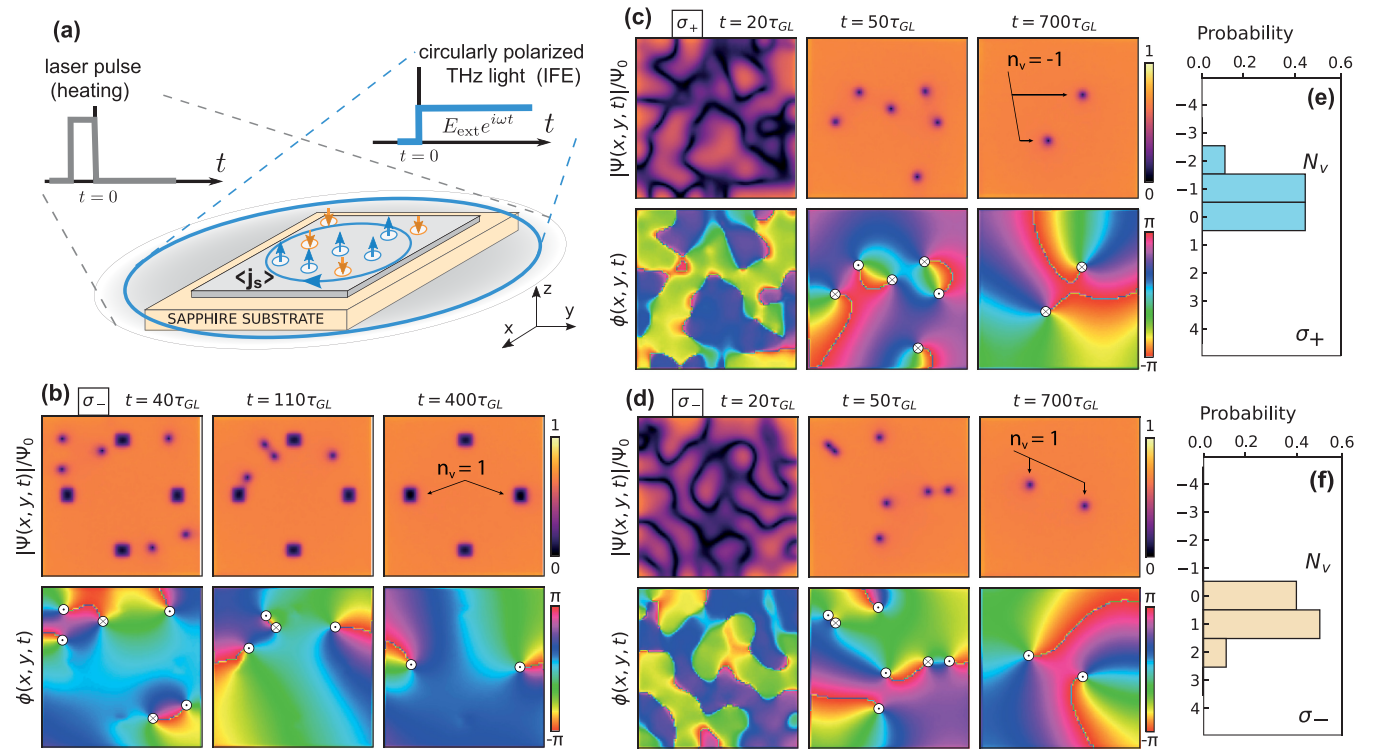 (a)
laser pulse
(heating)
t
t = 0
circularly polarized
THz light (IFE)
E_ext e^{iωt}
t
t = 0
<j_s>
SAPPHIRE SUBSTRATE
z
y
x
(b) σ− t = 40τ_GL t = 110τ_GL t = 400τ_GL
|Ψ(x, y, t)|/Ψ_0
n_v = 1
1
0
ϕ(x, y, t)
π
-π
(c) σ+ t = 20τ_GL t = 50τ_GL t = 700τ_GL
|Ψ(x, y, t)|/Ψ_0
n_v = -1
1
0
ϕ(x, y, t)
π
-π
(d) σ− t = 20τ_GL t = 50τ_GL t = 700τ_GL
|Ψ(x, y, t)|/Ψ_0
n_v = 1
1
0
ϕ(x, y, t)
π
-π
Probability
0.0 0.2 0.4 0.6
(e)
−4
−3
−2
−1
0
1
2
3
4
N_v
σ+
Probability
0.0 0.2 0.4 0.6
(f)
−4
−3
−2
−1
0
1
2
3
4
N_v
σ−